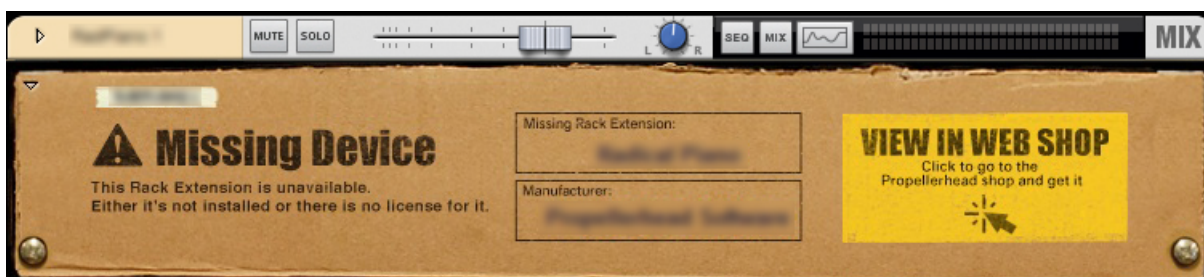 MUTE SOLO L R SEQ MIX MIX
Missing Device
This Rack Extension is unavailable.
Either it's not installed or there is no license for it.
Missing Rack Extension:
Manufacturer:
VIEW IN WEB SHOP
Click to go to the
Propellerhead shop and get it